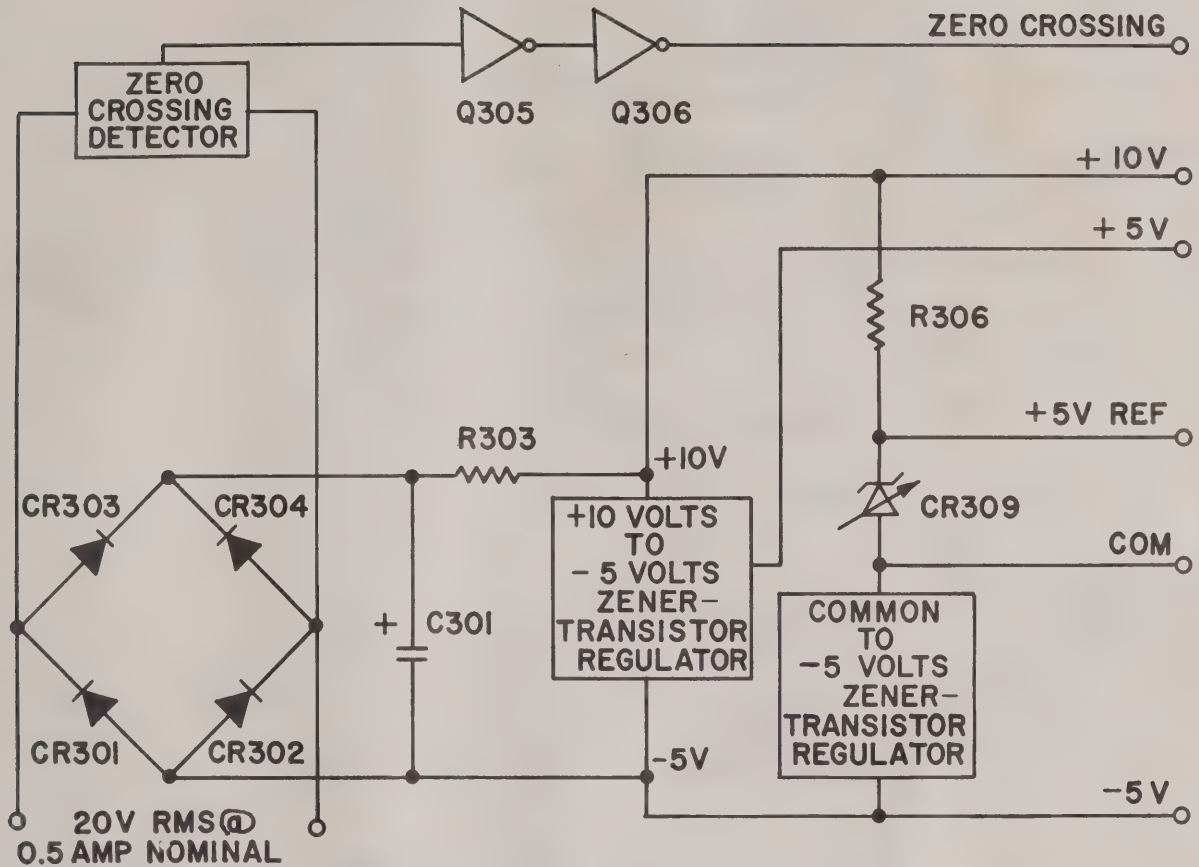 ZERO CROSSING
ZERO
CROSSING
DETECTOR
Q305
Q306
+ 10V
+ 5V
R306
+5V REF
R303
+10V
CR303
CR304
CR309
+10 VOLTS
TO
- 5 VOLTS
ZENER-
TRANSISTOR
REGULATOR
COM
+ C301
COMMON
TO
-5 VOLTS
ZENER-
TRANSISTOR
REGULATOR
CR301
CR302
-5V
-5V
20V RMS@
0.5 AMP NOMINAL